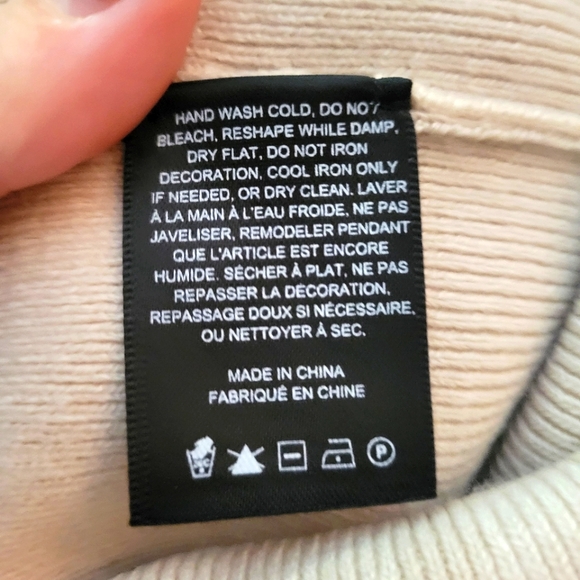 HAND WASH COLD, DO NOT
BLEACH, RESHAPE WHILE DAMP,
DRY FLAT, DO NOT IRON
DECORATION, COOL IRON ONLY
IF NEEDED, OR DRY CLEAN. LAVER
À LA MAIN À L'EAU FROIDE, NE PAS
JAVELISER, REMODELER PENDANT
QUE L'ARTICLE EST ENCORE
HUMIDE. SÉCHER À PLAT, NE PAS
REPASSER LA DÉCORATION,
REPASSAGE DOUX SI NÉCESSAIRE,
OU NETTOYER À SEC.
MADE IN CHINA
FABRIQUÉ EN CHINE
P